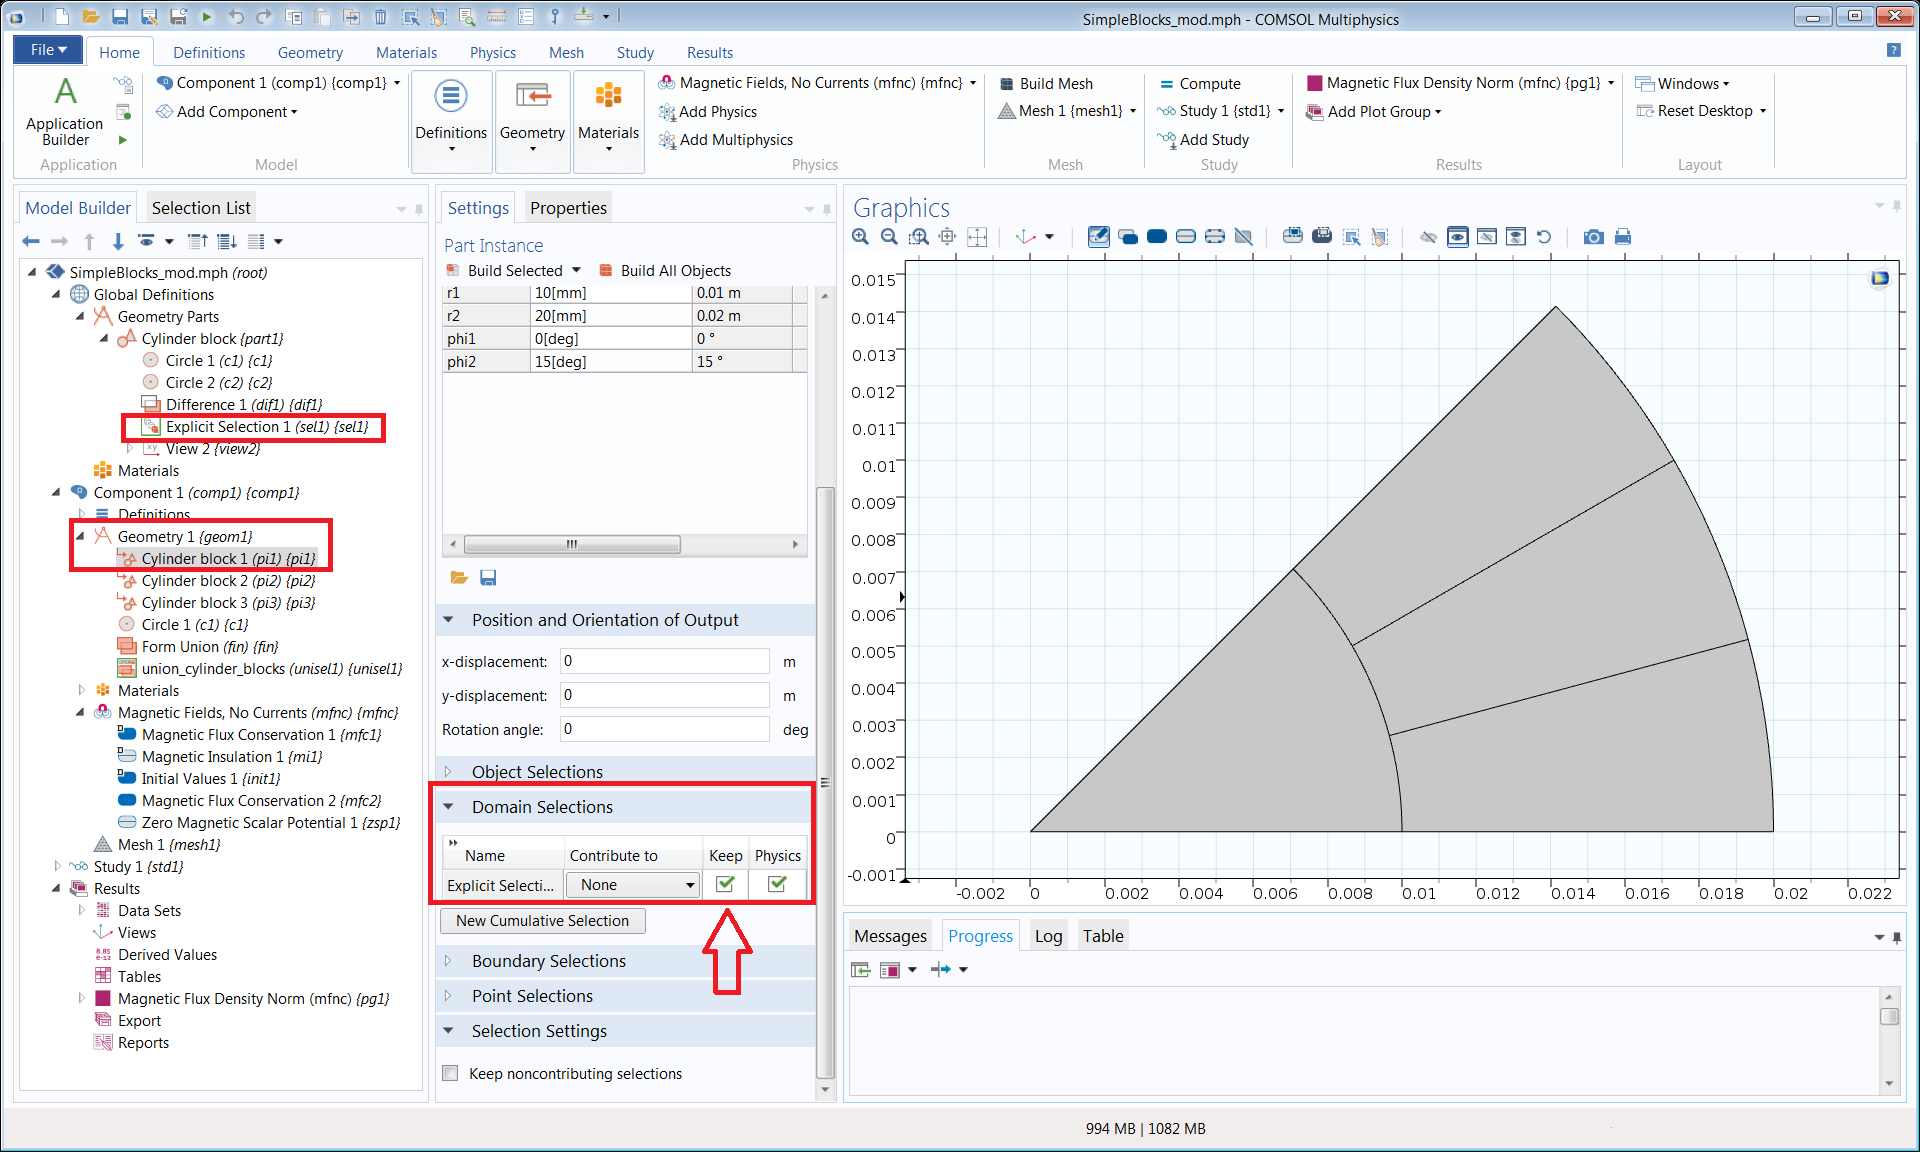 SimpleBlocks_mod.mph - COMSOL Multiphysics
File Home Definitions Geometry Materials Physics Mesh Study Results
A Application Builder
Application
Component 1 (comp1) {comp1}
Add Component
Model
Definitions Geometry Materials
Magnetic Fields, No Currents (mfnc) {mfnc}
Add Physics
Add Multiphysics
Physics
Build Mesh
Mesh 1 {mesh1}
Mesh
Compute
Study 1 {std1}
Add Study
Study
Magnetic Flux Density Norm (mfnc) {pg1}
Add Plot Group
Results
Windows
Reset Desktop
Layout
Model Builder Selection List
SimpleBlocks_mod.mph (root)
Global Definitions
Geometry Parts
Cylinder block {part1}
Circle 1 (c1) {c1}
Circle 2 (c2) {c2}
Difference 1 (dif1) {dif1}
Explicit Selection 1 (sel1) {sel1}
View 2 {view2}
Materials
Component 1 (comp1) {comp1}
Definitions
Geometry 1 {geom1}
Cylinder block 1 (pi1) {pi1}
Cylinder block 2 (pi2) {pi2}
Cylinder block 3 (pi3) {pi3}
Circle 1 (c1) {c1}
Form Union (fin) {fin}
union_cylinder_blocks (unisel1) {unisel1}
Materials
Magnetic Fields, No Currents (mfnc) {mfnc}
Magnetic Flux Conservation 1 {mfc1}
Magnetic Insulation 1 {mi1}
Initial Values 1 {init1}
Magnetic Flux Conservation 2 {mfc2}
Zero Magnetic Scalar Potential 1 {zsp1}
Mesh 1 {mesh1}
Study 1 {std1}
Results
Data Sets
Views
Derived Values
Tables
Magnetic Flux Density Norm (mfnc) {pg1}
Export
Reports
Settings Properties
Part Instance
Build Selected Build All Objects
r1 10[mm] 0.01 m
r2 20[mm] 0.02 m
phi1 0[deg] 0 °
phi2 15[deg] 15 °
Position and Orientation of Output
x-displacement: 0 m
y-displacement: 0 m
Rotation angle: 0 deg
Object Selections
Domain Selections
Name Contribute to Keep Physics
Explicit Selecti... None
New Cumulative Selection
Boundary Selections
Point Selections
Selection Settings
Keep noncontributing selections
Graphics
0.015
0.014
0.013
0.012
0.011
0.01
0.009
0.008
0.007
0.006
0.005
0.004
0.003
0.002
0.001
0
-0.001
-0.002 0 0.002 0.004 0.006 0.008 0.01 0.012 0.014 0.016 0.018 0.02 0.022
Messages Progress Log Table
994 MB | 1082 MB